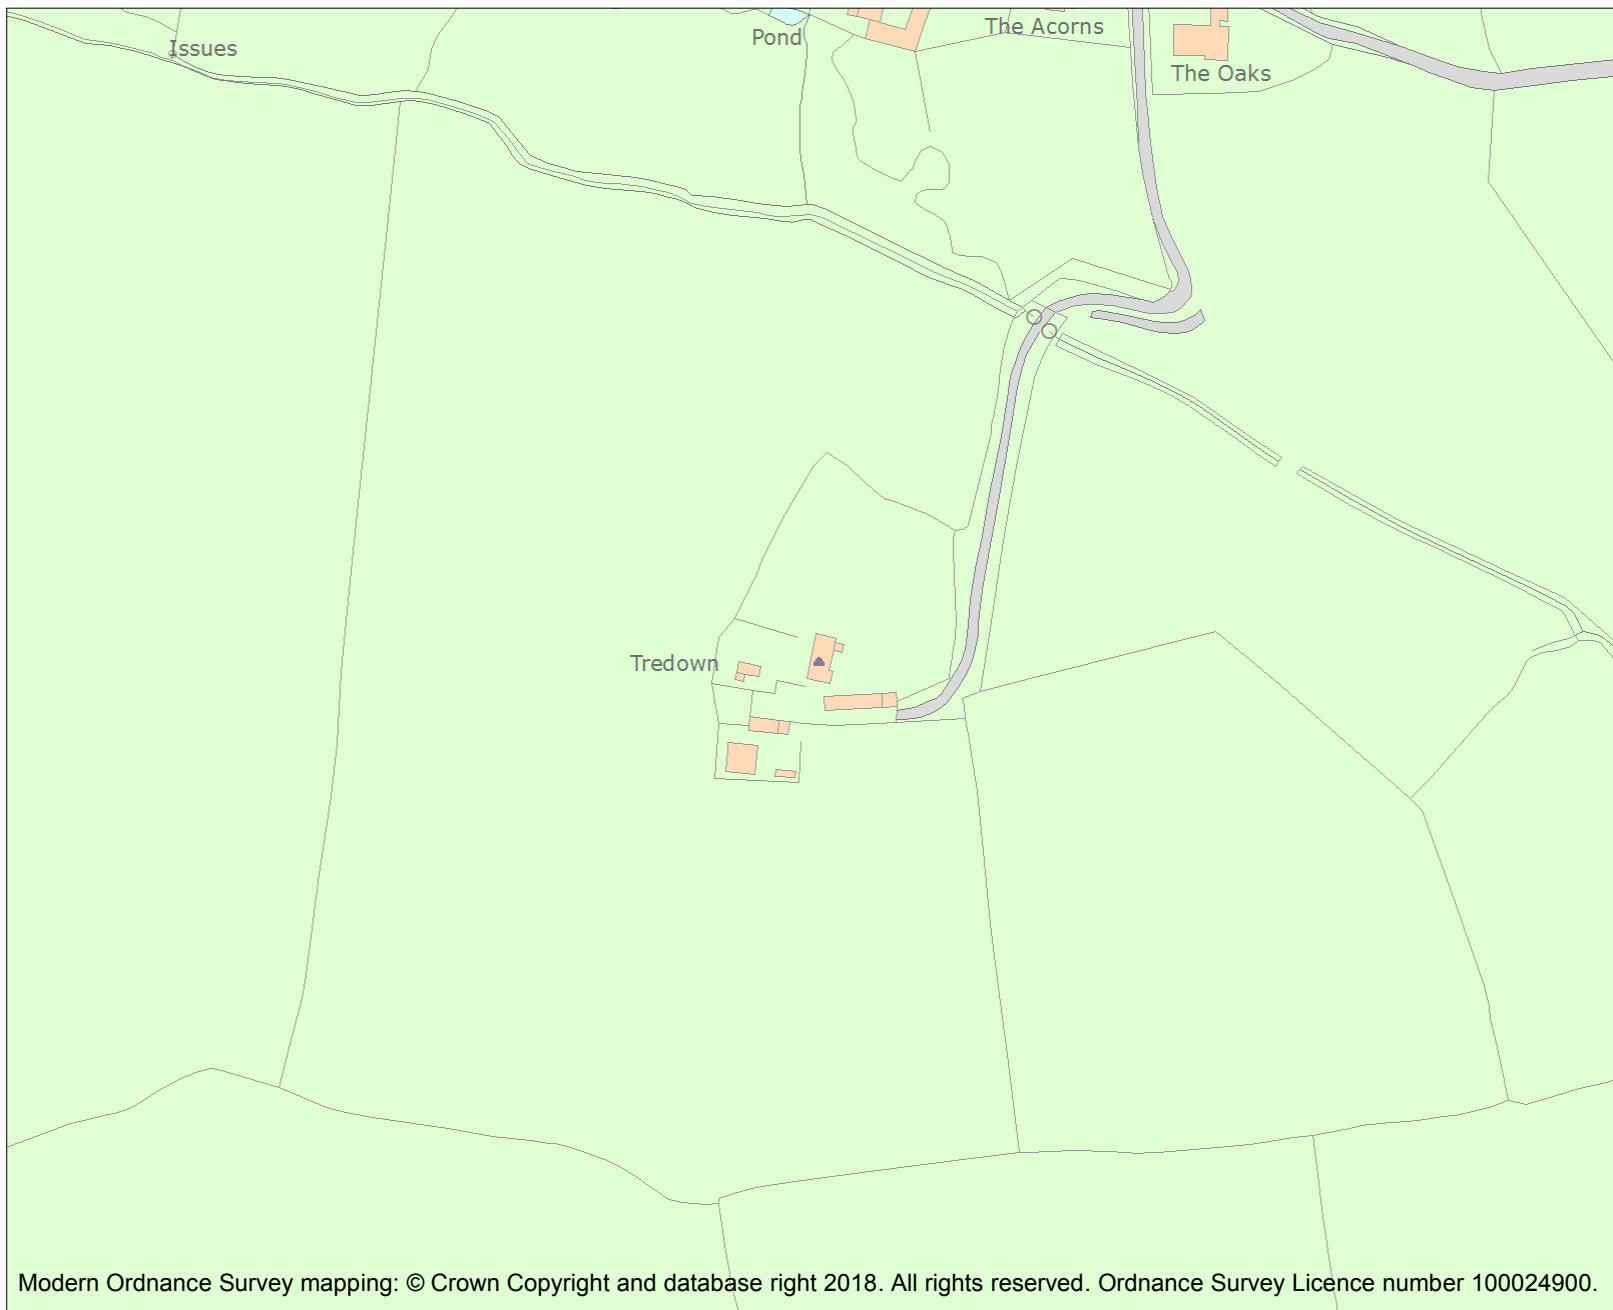 Issues
Pond
The Acorns
The Oaks
Tredown
Modern Ordnance Survey mapping: © Crown Copyright and database right 2018. All rights reserved. Ordnance Survey Licence number 100024900.